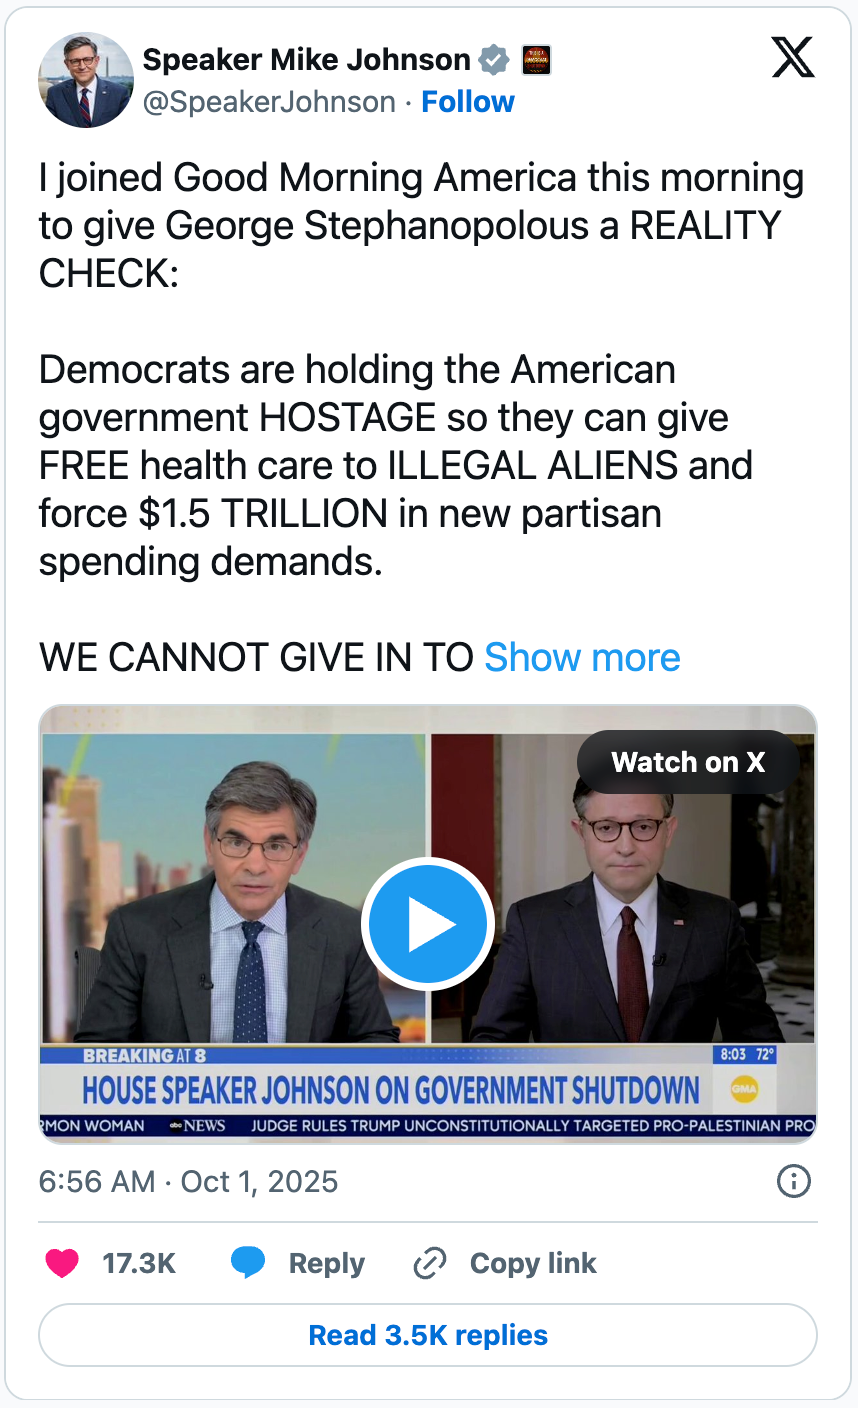 Speaker Mike Johnson
@SpeakerJohnson · Follow
I joined Good Morning America this morning
to give George Stephanopolous a REALITY
CHECK:
Democrats are holding the American
government HOSTAGE so they can give
FREE health care to ILLEGAL ALIENS and
force $1.5 TRILLION in new partisan
spending demands.
WE CANNOT GIVE IN TO Show more
Watch on X
BREAKING AT 8
8:03 72°
HOUSE SPEAKER JOHNSON ON GOVERNMENT SHUTDOWN
GMA
RMON WOMAN abc NEWS JUDGE RULES TRUMP UNCONSTITUTIONALLY TARGETED PRO-PALESTINIAN PRO
6:56 AM · Oct 1, 2025
17.3K Reply Copy link
Read 3.5K replies